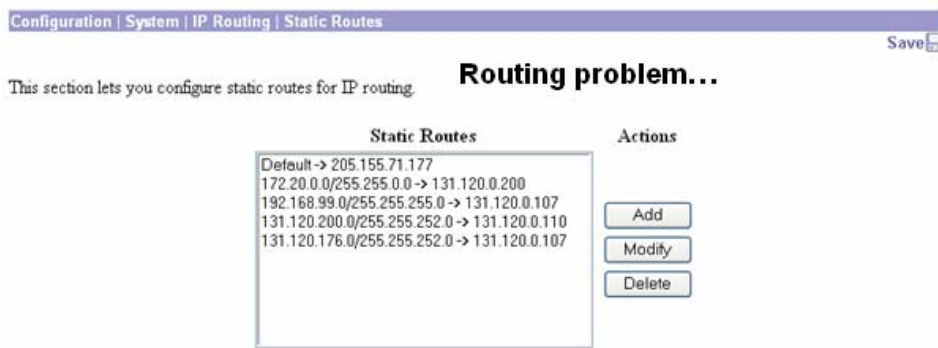 Configuration | System | IP Routing | Static Routes
Save
Routing problem...
This section lets you configure static routes for IP routing.
Static Routes
Actions
Default -> 205.155.71.177
172.20.0.0/255.255.0.0 -> 131.120.0.200
192.168.99.0/255.255.255.0 -> 131.120.0.107
131.120.200.0/255.255.252.0 -> 131.120.0.110
131.120.176.0/255.255.252.0 -> 131.120.0.107
Add
Modify
Delete